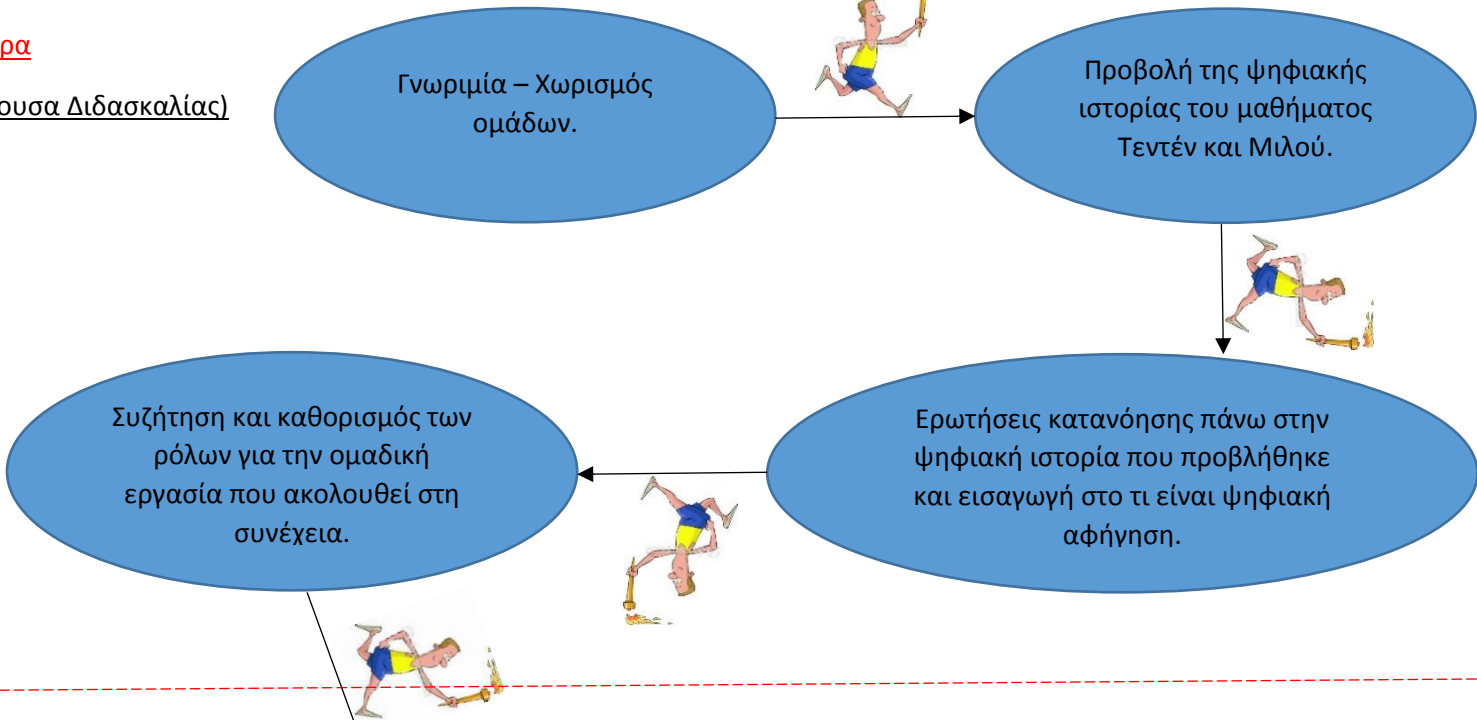 ρα
ουσα Διδασκαλίας)
Γνωριμία – Χωρισμός
ομάδων.
Προβολή της ψηφιακής
ιστορίας του μαθήματος
Τεντέν και Μιλού.
Ερωτήσεις κατανόησης πάνω στην
ψηφιακή ιστορία που προβλήθηκε
και εισαγωγή στο τι είναι ψηφιακή
αφήγηση.
Συζήτηση και καθορισμός των
ρόλων για την ομαδική
εργασία που ακολουθεί στη
συνέχεια.